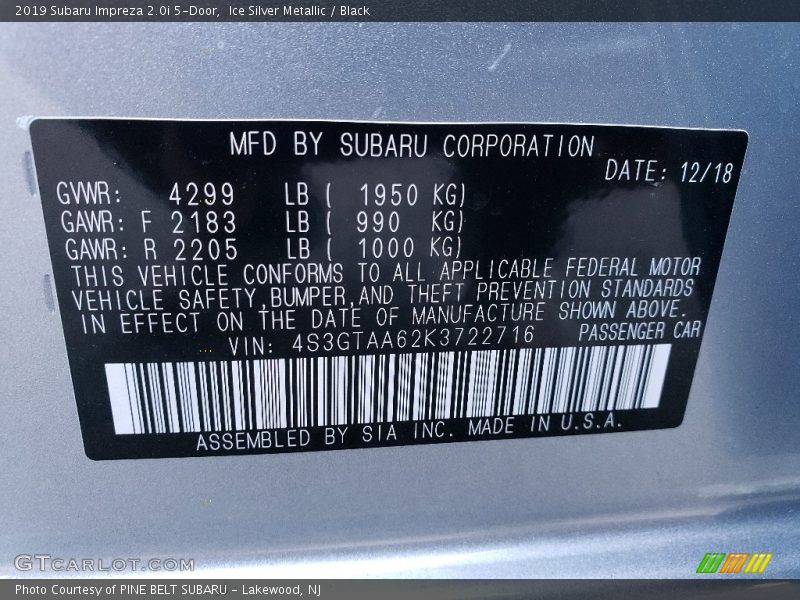 2019 Subaru Impreza 2.0i 5-Door, Ice Silver Metallic / Black
MFD BY SUBARU CORPORATION
DATE: 12/18
GVWR: 4299 LB ( 1950 KG)
GAWR: F 2183 LB ( 990 KG)
GAWR: R 2205 LB ( 1000 KG)
THIS VEHICLE CONFORMS TO ALL APPLICABLE FEDERAL MOTOR
VEHICLE SAFETY,BUMPER,AND THEFT PREVENTION STANDARDS
IN EFFECT ON THE DATE OF MANUFACTURE SHOWN ABOVE.
VIN: 4S3GTAA62K3722716 PASSENGER CAR
ASSEMBLED BY SIA INC. MADE IN U.S.A.
GTCARLOT.COM
Photo Courtesy of PINE BELT SUBARU - Lakewood, NJ